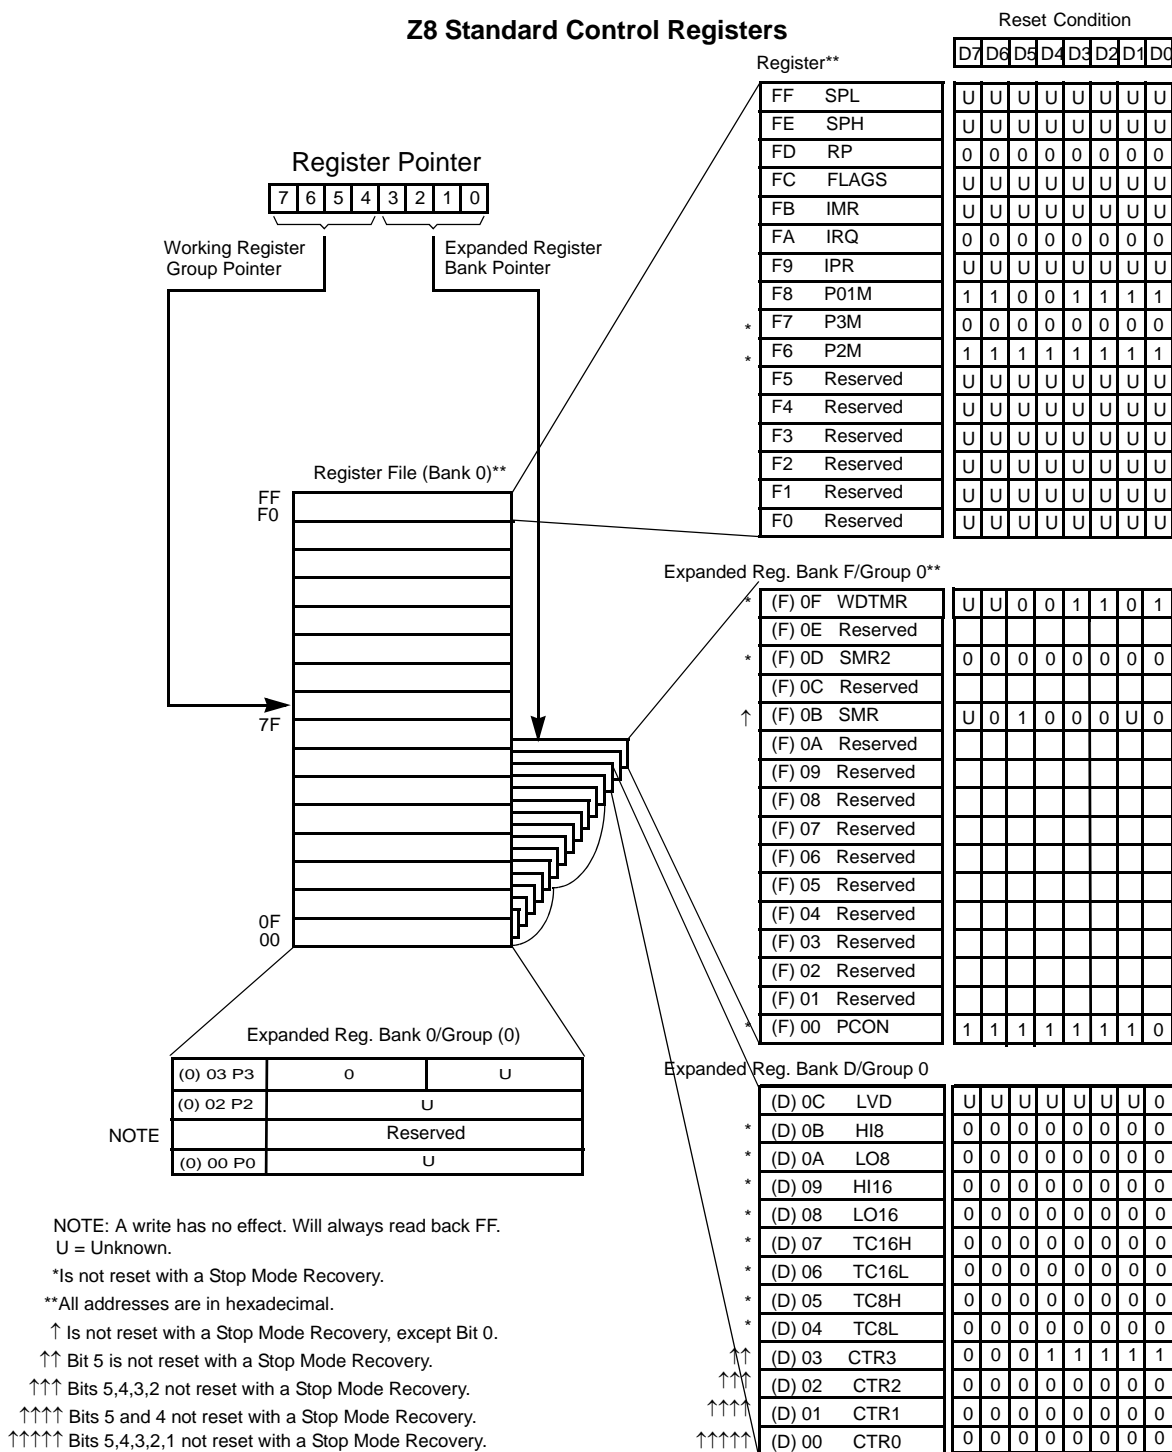 Z8 Standard Control Registers
Reset Condition
D7 D6 D5 D4 D3 D2 D1 D0
Register**
FF SPL U U U U U U U U
FE SPH U U U U U U U U
FD RP 0 0 0 0 0 0 0 0
FC FLAGS U U U U U U U U
FB IMR U U U U U U U U
FA IRQ 0 0 0 0 0 0 0 0
F9 IPR U U U U U U U U
F8 P01M 1 1 0 0 1 1 1 1
* F7 P3M 0 0 0 0 0 0 0 0
* F6 P2M 1 1 1 1 1 1 1 1
F5 Reserved U U U U U U U U
F4 Reserved U U U U U U U U
F3 Reserved U U U U U U U U
F2 Reserved U U U U U U U U
F1 Reserved U U U U U U U U
F0 Reserved U U U U U U U U
Register Pointer
7 6 5 4 3 2 1 0
Working Register
Group Pointer
Expanded Register
Bank Pointer
Register File (Bank 0)**
FF
F0
7F
0F
00
Expanded Reg. Bank F/Group 0**
* (F) 0F WDTMR U U 0 0 1 1 0 1
(F) 0E Reserved
* (F) 0D SMR2 0 0 0 0 0 0 0 0
(F) 0C Reserved
↑ (F) 0B SMR U 0 1 0 0 0 U 0
(F) 0A Reserved
(F) 09 Reserved
(F) 08 Reserved
(F) 07 Reserved
(F) 06 Reserved
(F) 05 Reserved
(F) 04 Reserved
(F) 03 Reserved
(F) 02 Reserved
(F) 01 Reserved
* (F) 00 PCON 1 1 1 1 1 1 1 0
Expanded Reg. Bank 0/Group (0)
(0) 03 P3 0 U
(0) 02 P2 U
NOTE Reserved
(0) 00 P0 U
Expanded Reg. Bank D/Group 0
(D) 0C LVD U U U U U U U 0
* (D) 0B HI8 0 0 0 0 0 0 0 0
* (D) 0A LO8 0 0 0 0 0 0 0 0
* (D) 09 HI16 0 0 0 0 0 0 0 0
* (D) 08 LO16 0 0 0 0 0 0 0 0
* (D) 07 TC16H 0 0 0 0 0 0 0 0
* (D) 06 TC16L 0 0 0 0 0 0 0 0
* (D) 05 TC8H 0 0 0 0 0 0 0 0
* (D) 04 TC8L 0 0 0 0 0 0 0 0
↑↑ (D) 03 CTR3 0 0 0 1 1 1 1 1
↑↑↑ (D) 02 CTR2 0 0 0 0 0 0 0 0
↑↑↑↑ (D) 01 CTR1 0 0 0 0 0 0 0 0
↑↑↑↑↑ (D) 00 CTR0 0 0 0 0 0 0 0 0
NOTE: A write has no effect. Will always read back FF.
U = Unknown.
*Is not reset with a Stop Mode Recovery.
**All addresses are in hexadecimal.
↑ Is not reset with a Stop Mode Recovery, except Bit 0.
↑↑ Bit 5 is not reset with a Stop Mode Recovery.
↑↑↑ Bits 5,4,3,2 not reset with a Stop Mode Recovery.
↑↑↑↑ Bits 5 and 4 not reset with a Stop Mode Recovery.
↑↑↑↑↑ Bits 5,4,3,2,1 not reset with a Stop Mode Recovery.